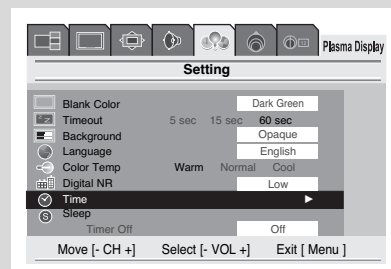 Plasma Display
Setting
Blank Color Dark Green
Timeout 5 sec 15 sec 60 sec
Background Opaque
Language English
Color Temp Warm Normal Cool
Digital NR Low
Time
Sleep
Timer Off Off
Move [- CH +] Select [- VOL +] Exit [ Menu ]